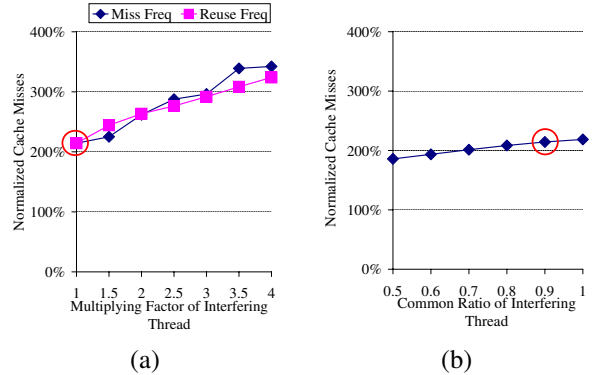 Miss Freq Reuse Freq
Normalized Cache Misses
400%
300%
200%
100%
0%
1 1.5 2 2.5 3 3.5 4
Multiplying Factor of Interfering
Thread
(a)
Normalized Cache Misses
400%
300%
200%
100%
0%
0.5 0.6 0.7 0.8 0.9 1
Common Ratio of Interfering
Thread
(b)